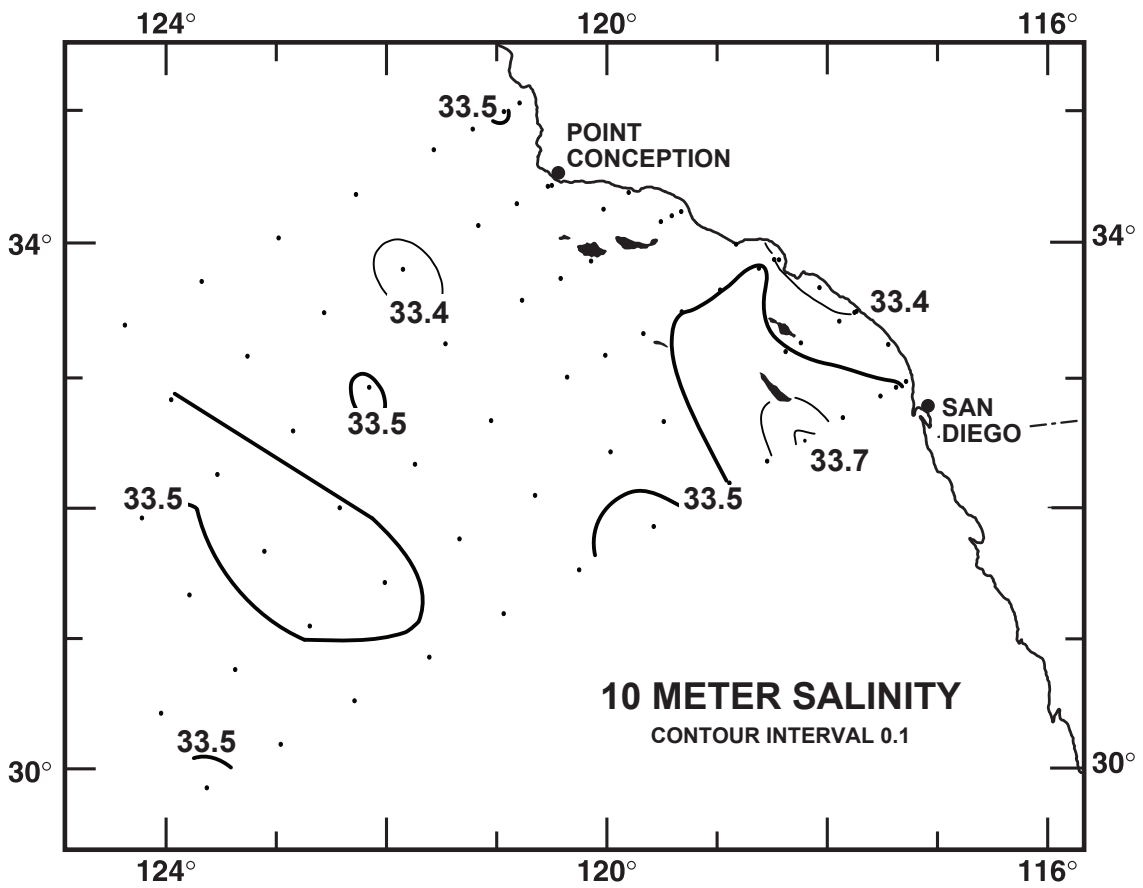 124° 120° 116°
33.5
POINT
CONCEPTION
34° 34°
33.4
33.4
33.5
SAN
DIEGO
33.7
33.5
33.5
10 METER SALINITY
CONTOUR INTERVAL 0.1
33.5
30° 30°
124° 120° 116°